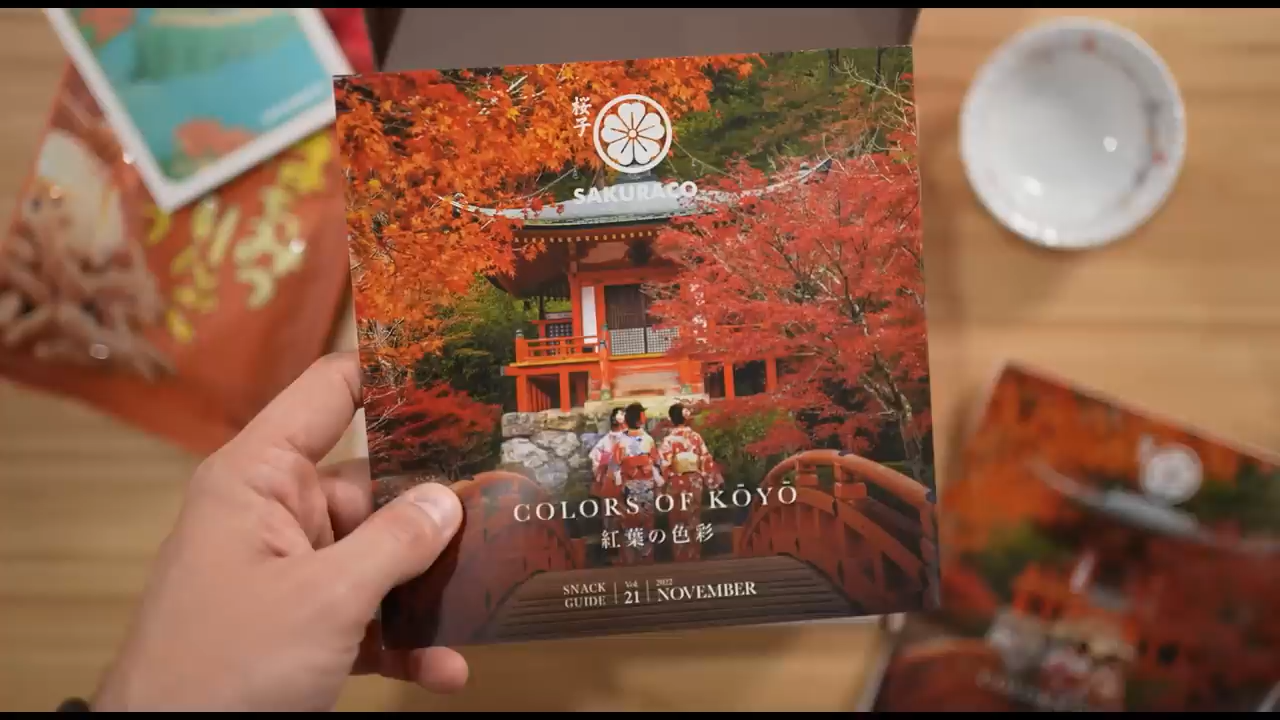 桜子
SAKURACO
COLORS OF KŌYŌ
紅葉の色彩
SNACK GUIDE | Vol. 21 | 2022 NOVEMBER